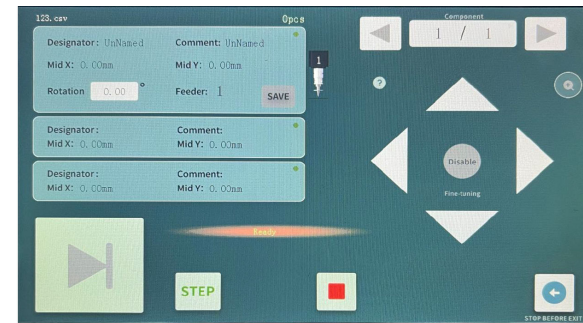 123.csv 0pcs
Component
1 / 1
Designator: UnNamed Comment: UnNamed
Mid X: 0.00mm Mid Y: 0.00mm
Rotation 0.00 ° Feeder: 1 SAVE
1
?
Designator: Comment:
Mid X: 0.00mm Mid Y: 0.00mm
Designator: Comment:
Mid X: 0.00mm Mid Y: 0.00mm
Disable
Fine-tuning
Ready
STEP
STOP BEFORE EXIT